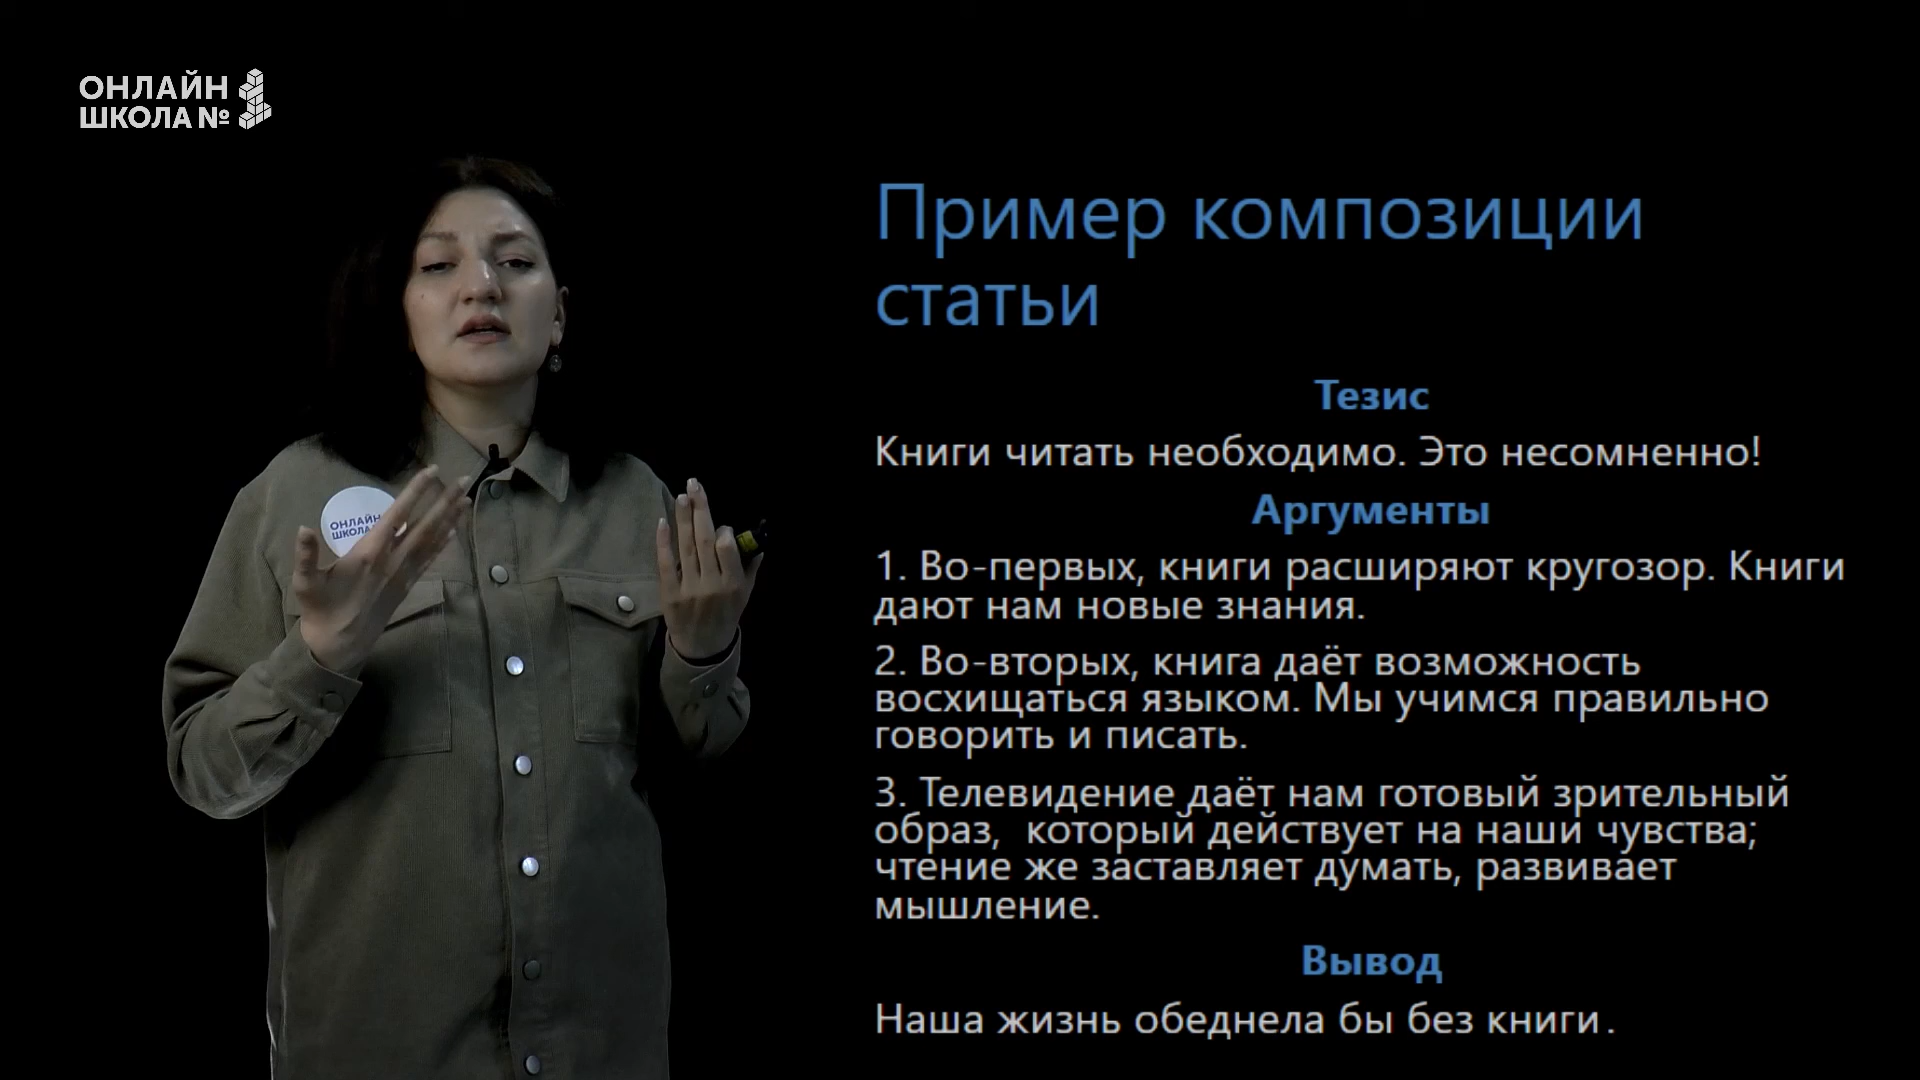 ОНЛАЙН
ШКОЛА №
Пример композиции
статьи
Тезис
Книги читать необходимо. Это несомненно!
Аргументы
1. Во-первых, книги расширяют кругозор. Книги
дают нам новые знания.
2. Во-вторых, книга даёт возможность
восхищаться языком. Мы учимся правильно
говорить и писать.
3. Телевидение даёт нам готовый зрительный
образ, который действует на наши чувства;
чтение же заставляет думать, развивает
мышление.
Вывод
Наша жизнь обеднела бы без книги.
ОНЛАЙН
ШКОЛА